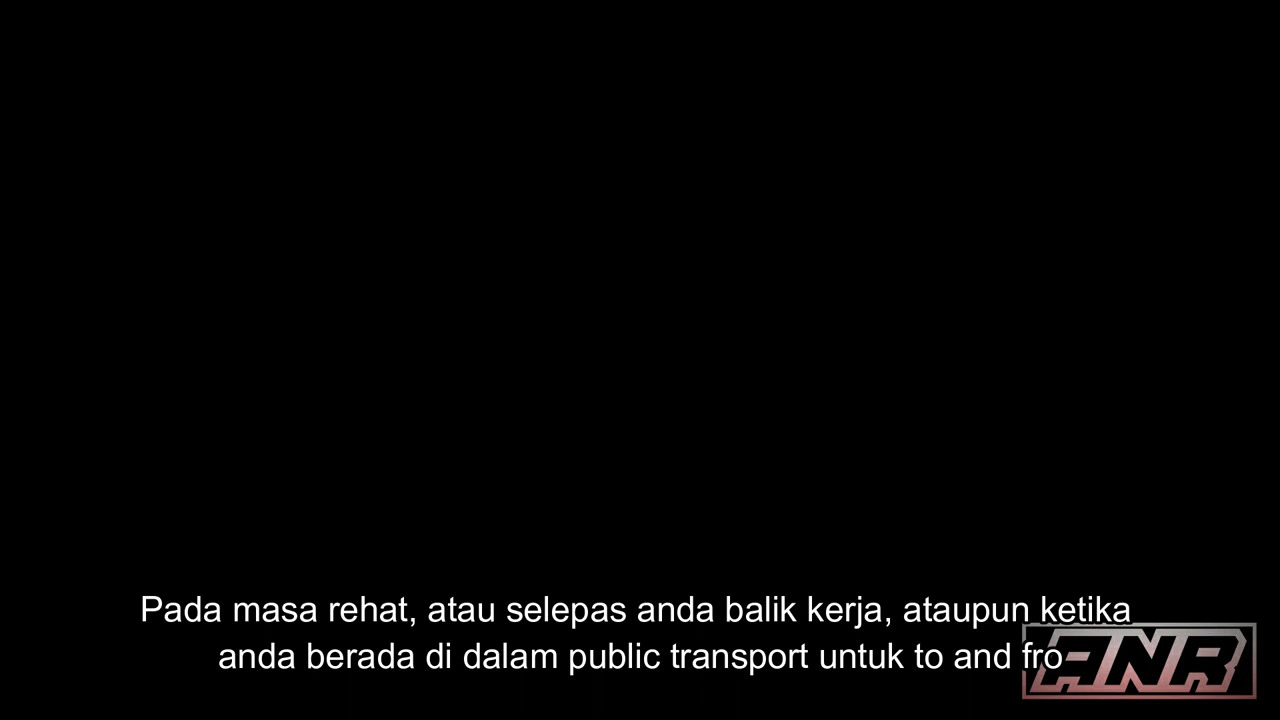 Pada masa rehat, atau selepas anda balik kerja, ataupun ketika
anda berada di dalam public transport untuk to and fro
ANR